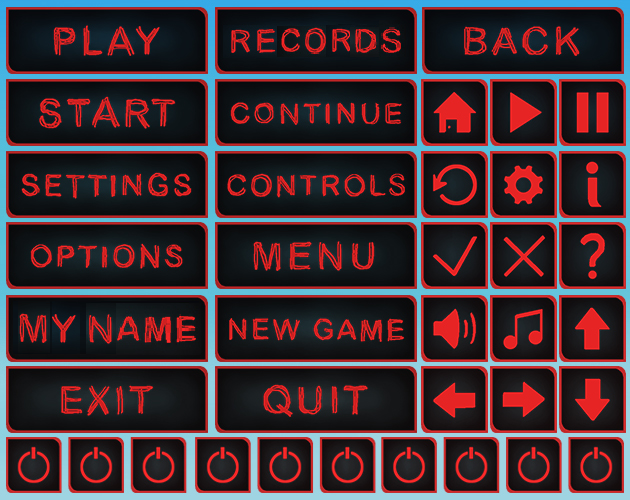 PLAY
RECORDS
BACK
START
CONTINUE
SETTINGS
CONTROLS
OPTIONS
MENU
MY NAME
NEW GAME
EXIT
QUIT